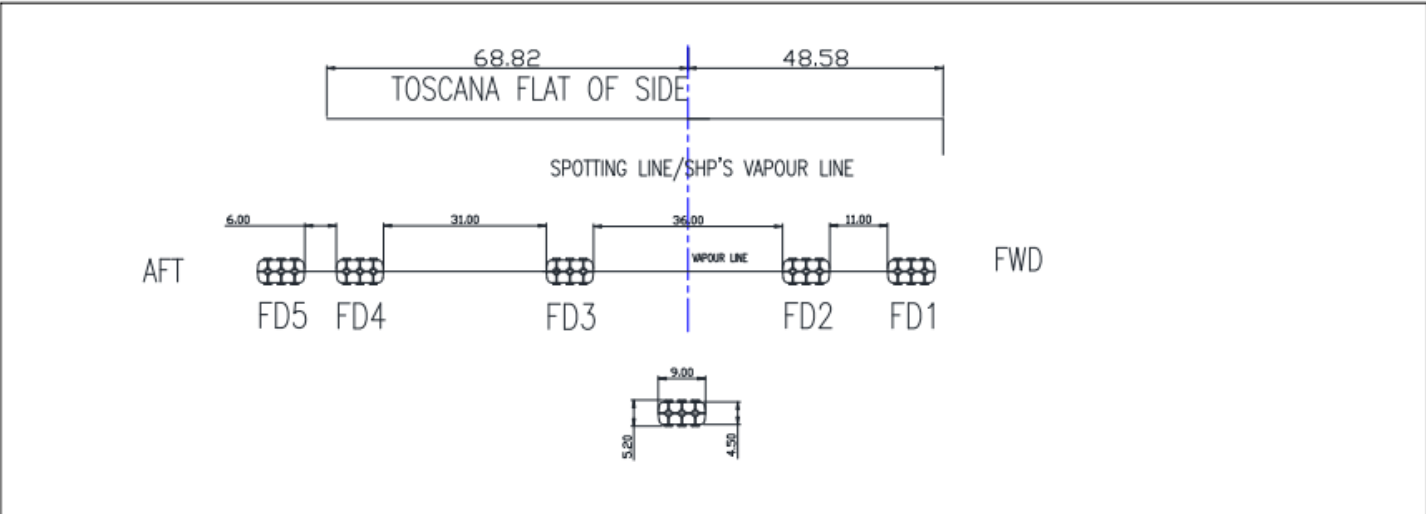 68.82 48.58
TOSCANA FLAT OF SIDE
SPOTTING LINE/SHP'S VAPOUR LINE
6.00 31.00 36.00 11.00
AFT VAPOUR LINE FWD
FD5 FD4 FD3 FD2 FD1
9.00
5.20 4.50